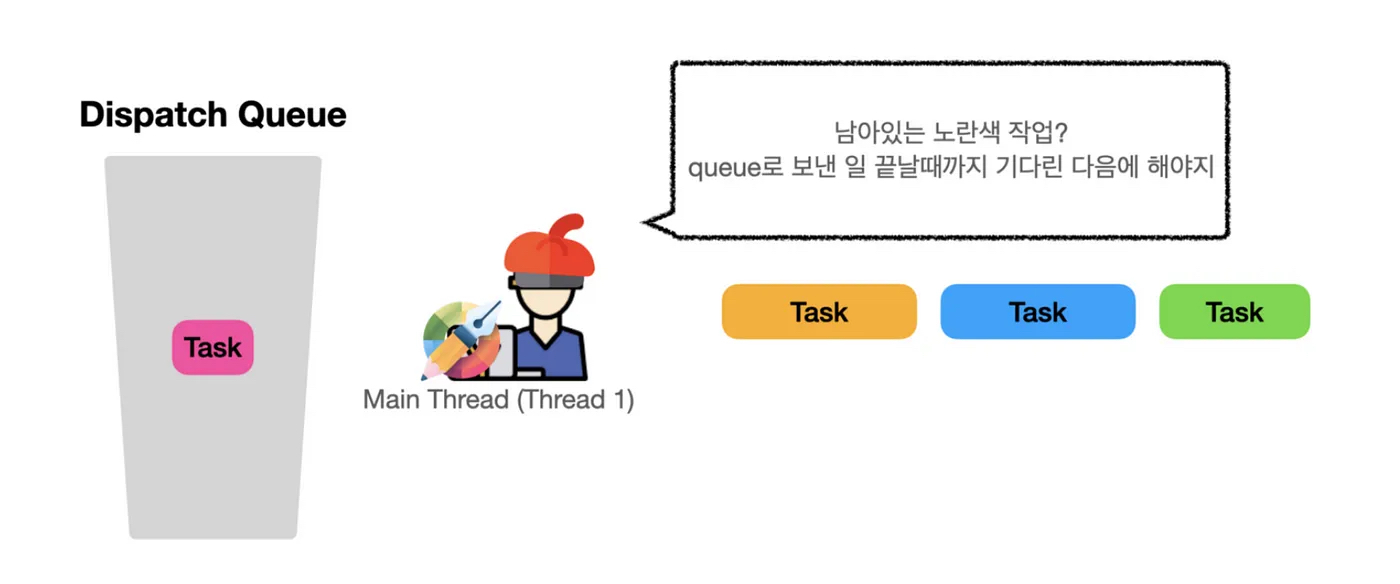 Dispatch Queue
남아있는 노란색 작업?
queue로 보낸 일 끝날때까지 기다린 다음에 해야지
Task
Task
Task
Task
Main Thread (Thread 1)